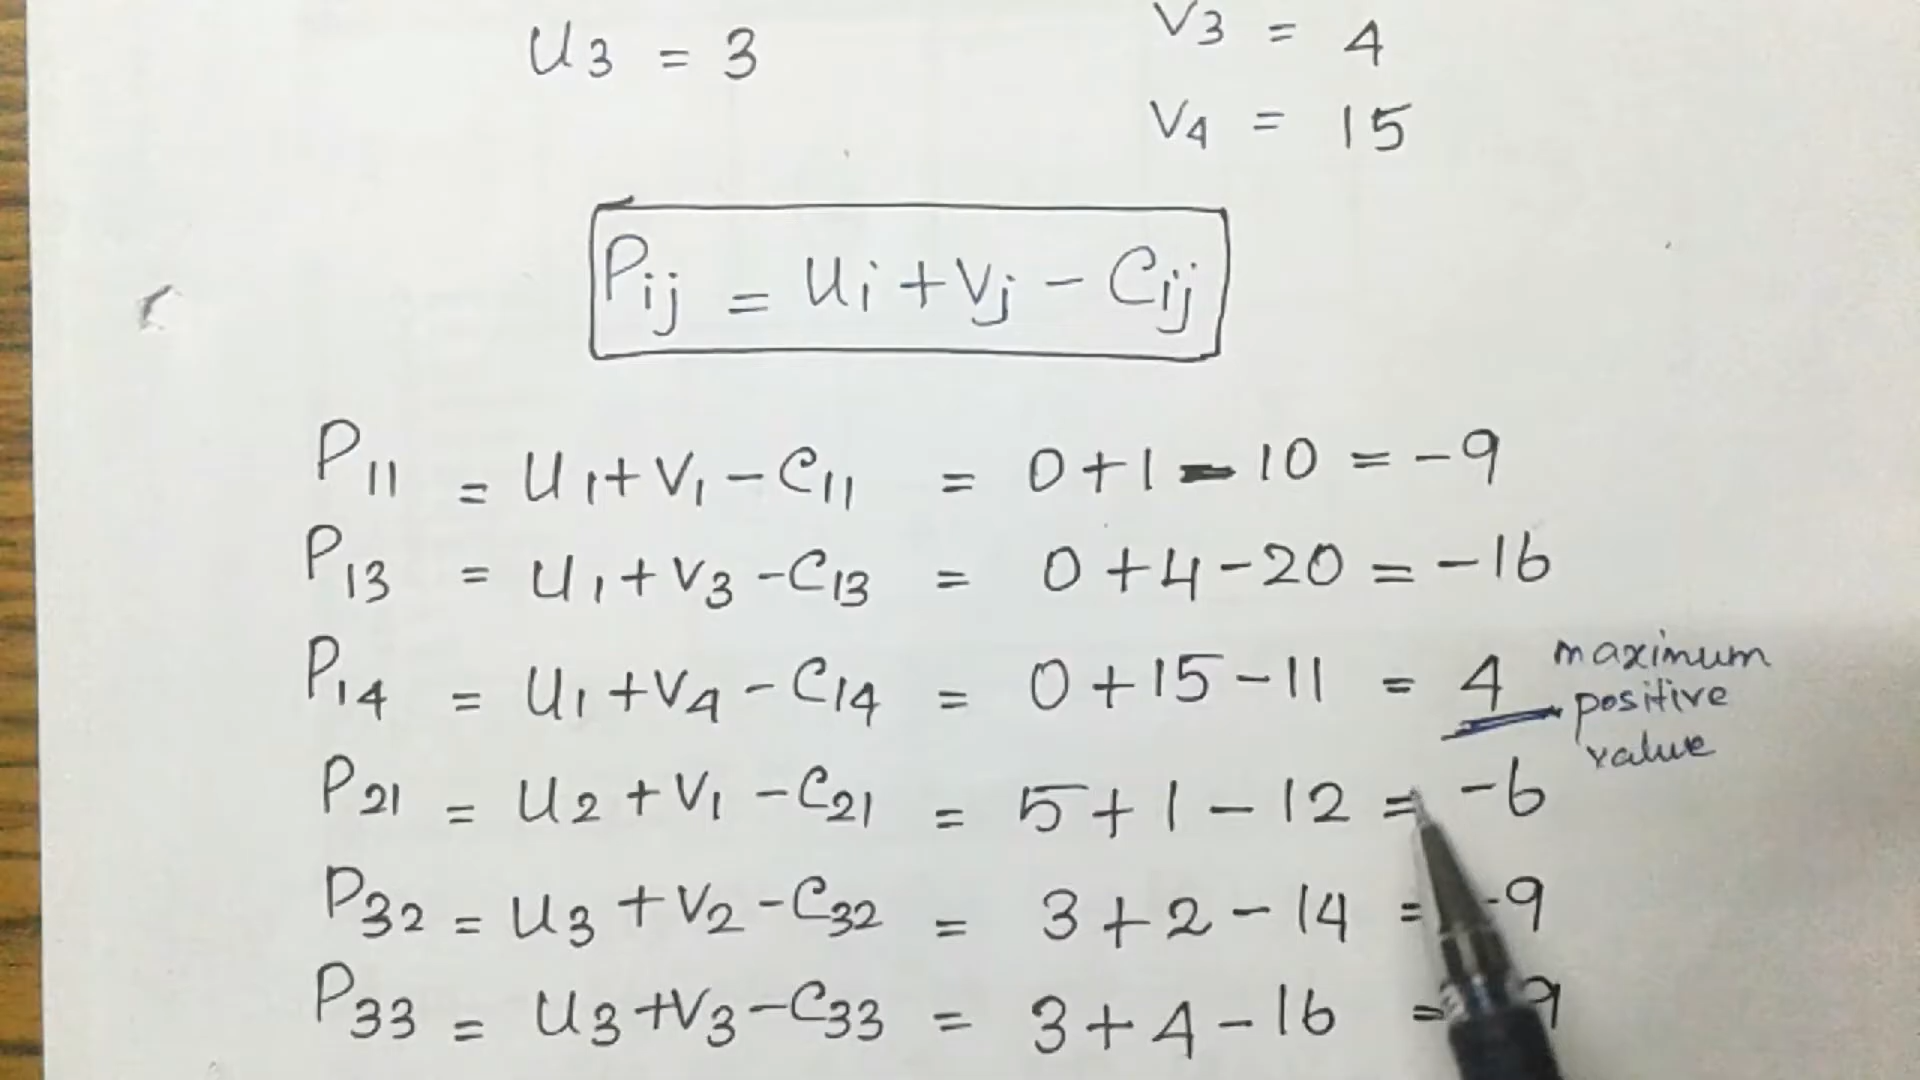 U3 = 3
V3 = 4
V4 = 15
Pij = Ui + Vj - Cij
P11 = U1 + V1 - C11 = 0 + 1 - 10 = -9
P13 = U1 + V3 - C13 = 0 + 4 - 20 = -16
P14 = U1 + V4 - C14 = 0 + 15 - 11 = 4 maximum
positive
value
P21 = U2 + V1 - C21 = 5 + 1 - 12 = -6
P32 = U3 + V2 - C32 = 3 + 2 - 14 = -9
P33 = U3 + V3 - C33 = 3 + 4 - 16 = 9